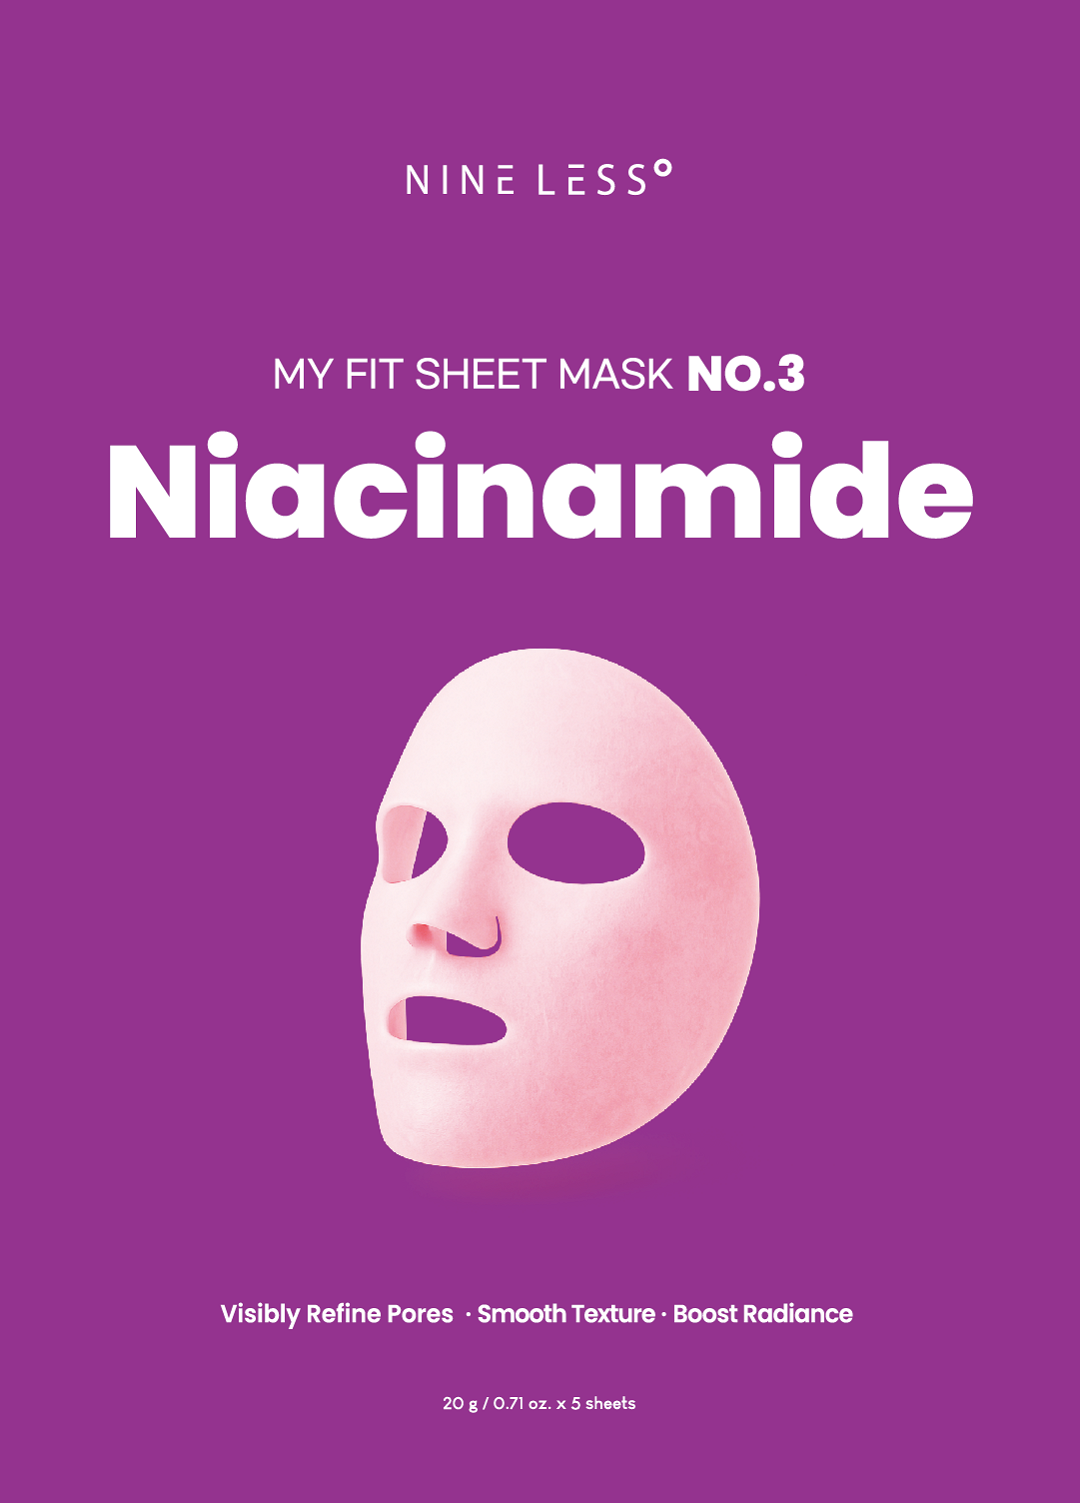 NINE LESS°
MY FIT SHEET MASK NO.3
Niacinamide
Visibly Refine Pores · Smooth Texture · Boost Radiance
20 g / 0.71 oz. x 5 sheets